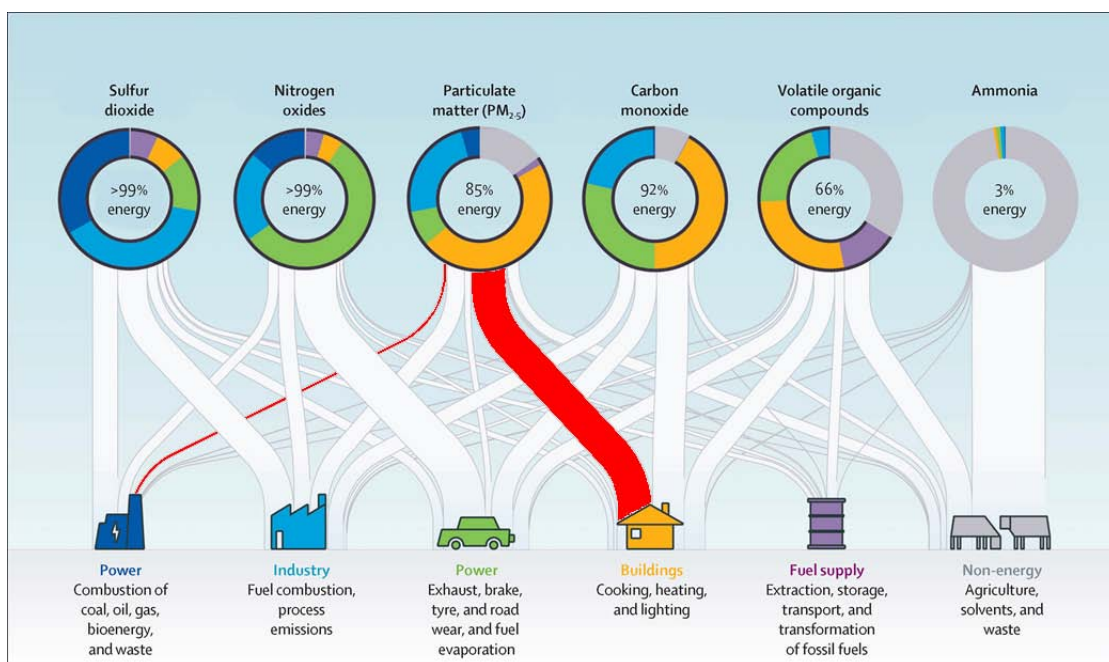 Sulfur
dioxide
Nitrogen
oxides
Particulate
matter (PM2.5)
Carbon
monoxide
Volatile organic
compounds
Ammonia
>99%
energy
>99%
energy
85%
energy
92%
energy
66%
energy
3%
energy
Power
Combustion of
coal, oil, gas,
bioenergy,
and waste
Industry
Fuel combustion,
process
emissions
Power
Exhaust, brake,
tyre, and road
wear, and fuel
evaporation
Buildings
Cooking, heating,
and lighting
Fuel supply
Extraction, storage,
transport, and
transformation
of fossil fuels
Non-energy
Agriculture,
solvents, and
waste